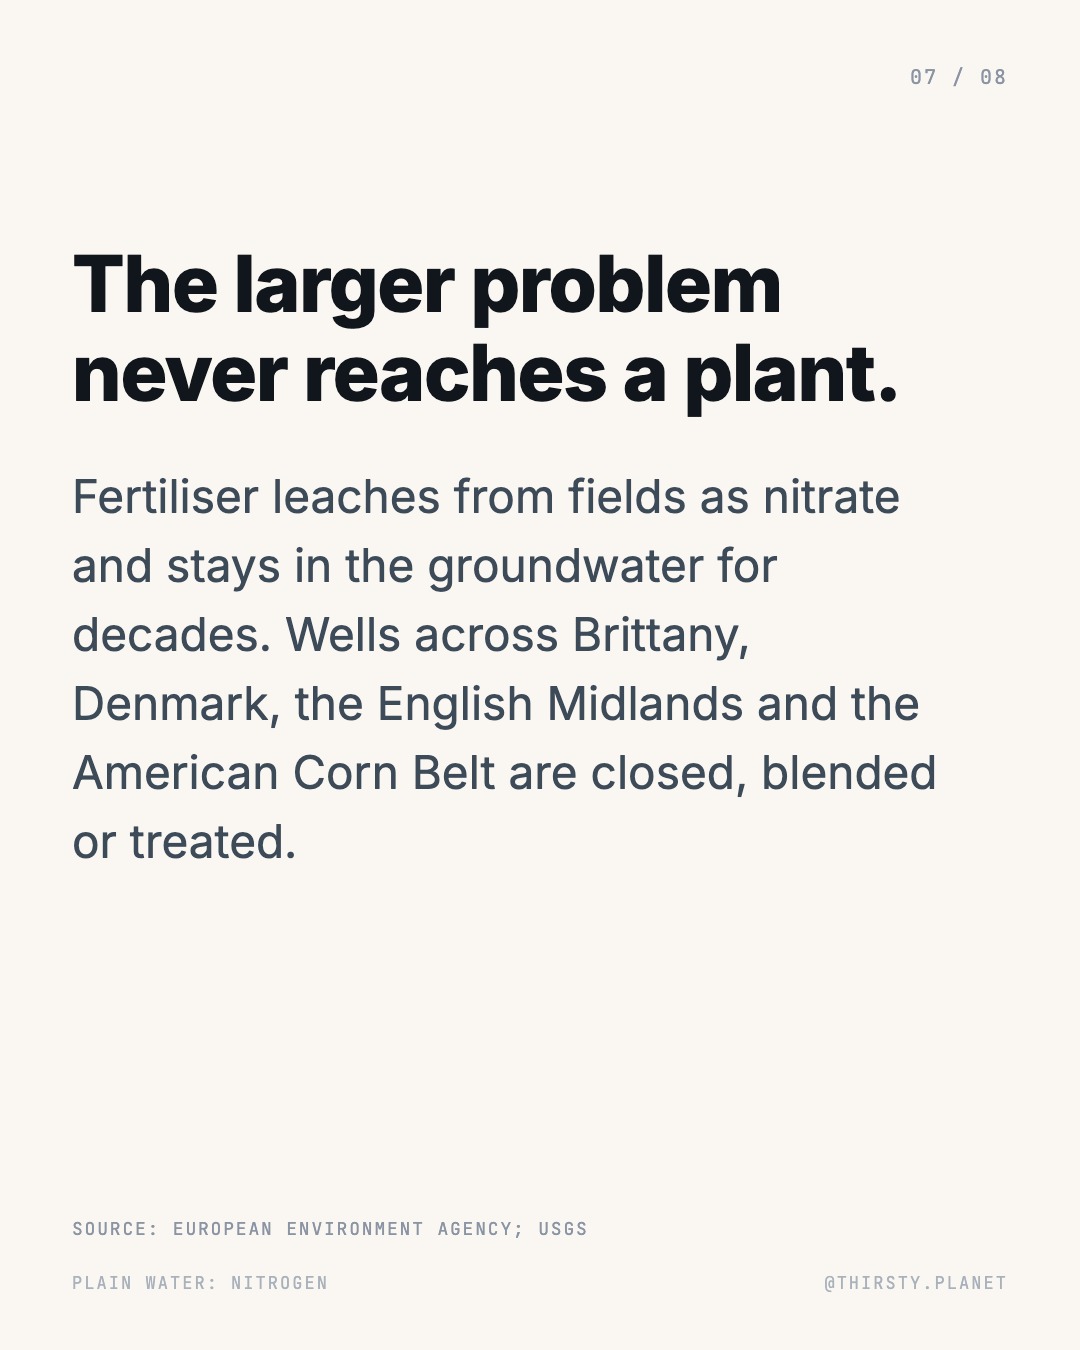 07 / 08
The larger problem
never reaches a plant.
Fertiliser leaches from fields as nitrate
and stays in the groundwater for
decades. Wells across Brittany,
Denmark, the English Midlands and the
American Corn Belt are closed, blended
or treated.
SOURCE: EUROPEAN ENVIRONMENT AGENCY; USGS
PLAIN WATER: NITROGEN
@THIRSTY.PLANET